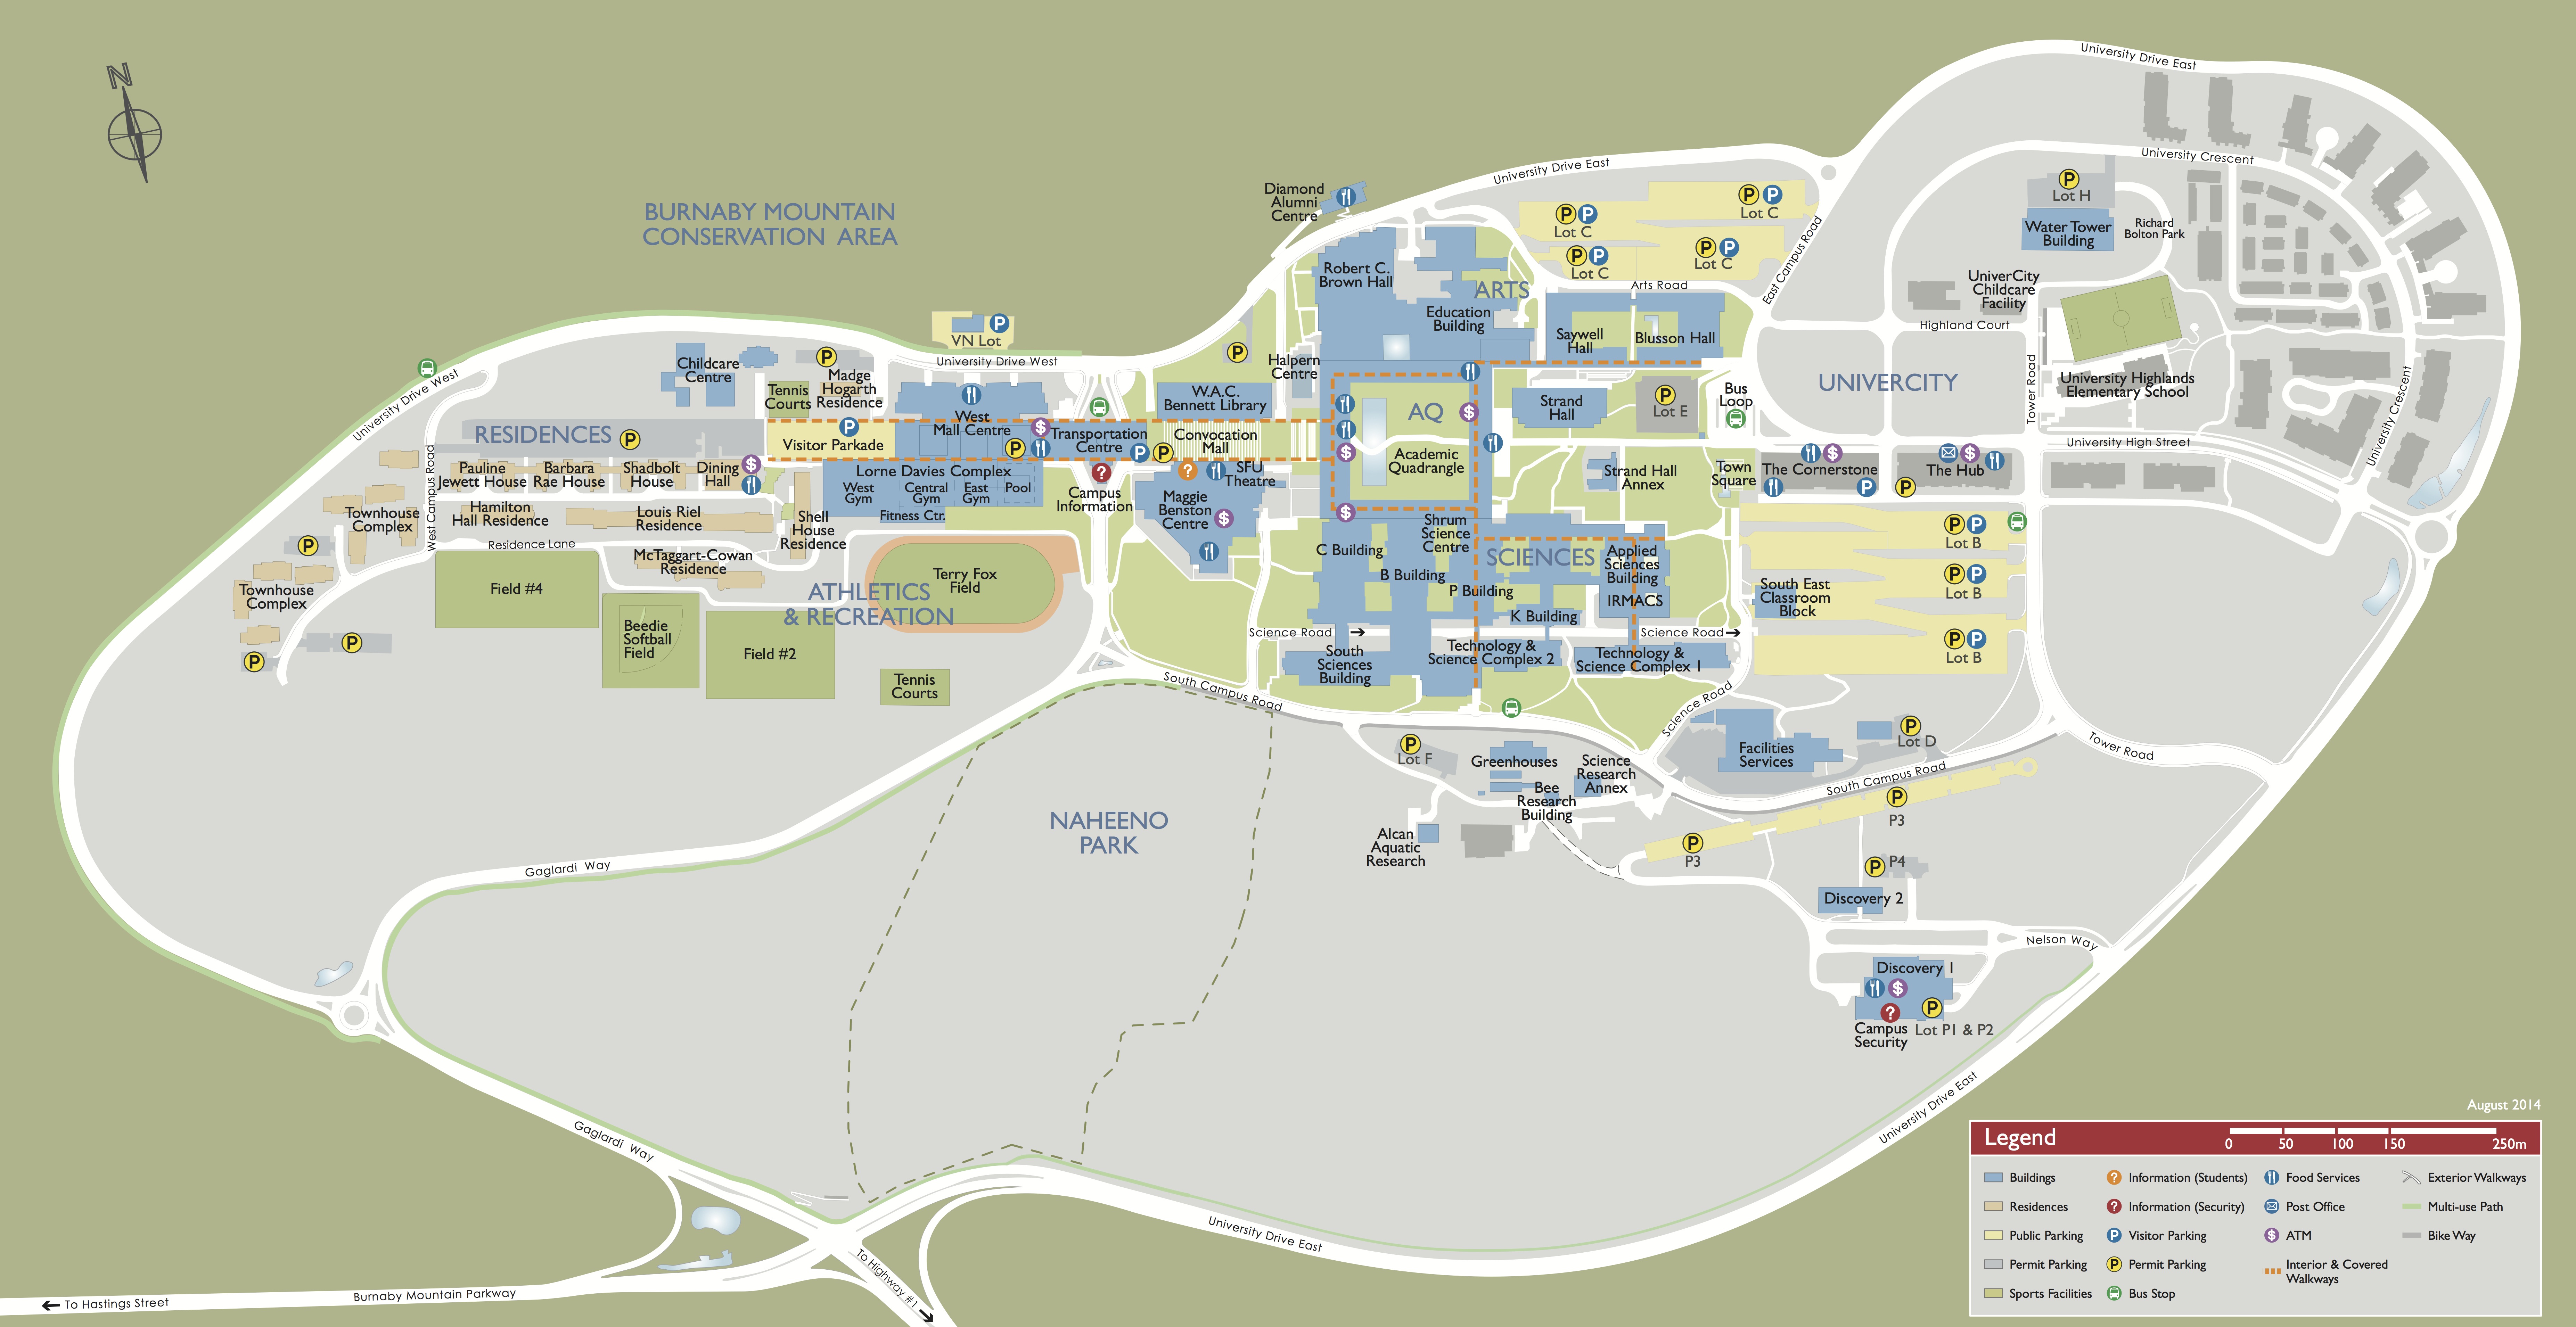 N
University Drive East
University Crescent
Lot H
Water Tower
Building
Richard
Bolton Park
University Drive East
Diamond
Alumni
Centre
Lot C
Lot C
Lot C
Lot C
BURNABY MOUNTAIN
CONSERVATION AREA
East Campus Road
Robert C.
Brown Hall
ARTS
Arts Road
Education
Building
Saywell
Hall
Blusson Hall
UniverCity
Childcare
Facility
Highland Court
VN Lot
University Drive West
Halpern
Centre
Childcare
Centre
Madge
Hogarth
Residence
Tennis
Courts
University Drive West
West
Mall Centre
W.A.C.
Bennett Library
AQ
Strand
Hall
Lot E
Bus
Loop
UNIVERCITY
Tower Road
University Highlands
Elementary School
University Crescent
RESIDENCES
Visitor Parkade
Transportation
Centre
Convocation
Mall
Academic
Quadrangle
University High Street
West Campus Road
Pauline
Jewett House
Barbara
Rae House
Shadbolt
House
Dining
Hall
Lorne Davies Complex
West
Gym
Central
Gym
East
Gym
Pool
Fitness Ctr.
Campus
Information
SFU
Theatre
Maggie
Benston
Centre
Strand Hall
Annex
Town
Square
The Cornerstone
The Hub
Townhouse
Complex
Hamilton
Hall Residence
Louis Riel
Residence
Shell
House
Residence
Residence Lane
McTaggart-Cowan
Residence
Shrum
Science
Centre
C Building
B Building
P Building
SCIENCES
Applied
Sciences
Building
IRMACS
K Building
Lot B
Lot B
Lot B
South East
Classroom
Block
Townhouse
Complex
Field #4
Beedie
Softball
Field
Field #2
ATHLETICS
& RECREATION
Terry Fox
Field
Tennis
Courts
Science Road
Science Road
South
Sciences
Building
Technology &
Science Complex 2
Technology &
Science Complex 1
South Campus Road
Science Road
Lot F
Greenhouses
Science
Research
Annex
Bee
Research
Building
Alcan
Aquatic
Research
Facilities
Services
Lot D
South Campus Road
Tower Road
P3
P3
P4
NAHEENO
PARK
Gaglardi Way
Discovery 2
Nelson Way
Discovery 1
Campus
Security
Lot P1 & P2
University Drive East
Gaglardi Way
University Drive East
To Highway #1
Burnaby Mountain Parkway
To Hastings Street
August 2014
Legend
0 50 100 150 250m
Buildings
Residences
Public Parking
Permit Parking
Sports Facilities
Information (Students)
Information (Security)
Visitor Parking
Permit Parking
Bus Stop
Food Services
Post Office
ATM
Interior & Covered
Walkways
Exterior Walkways
Multi-use Path
Bike Way